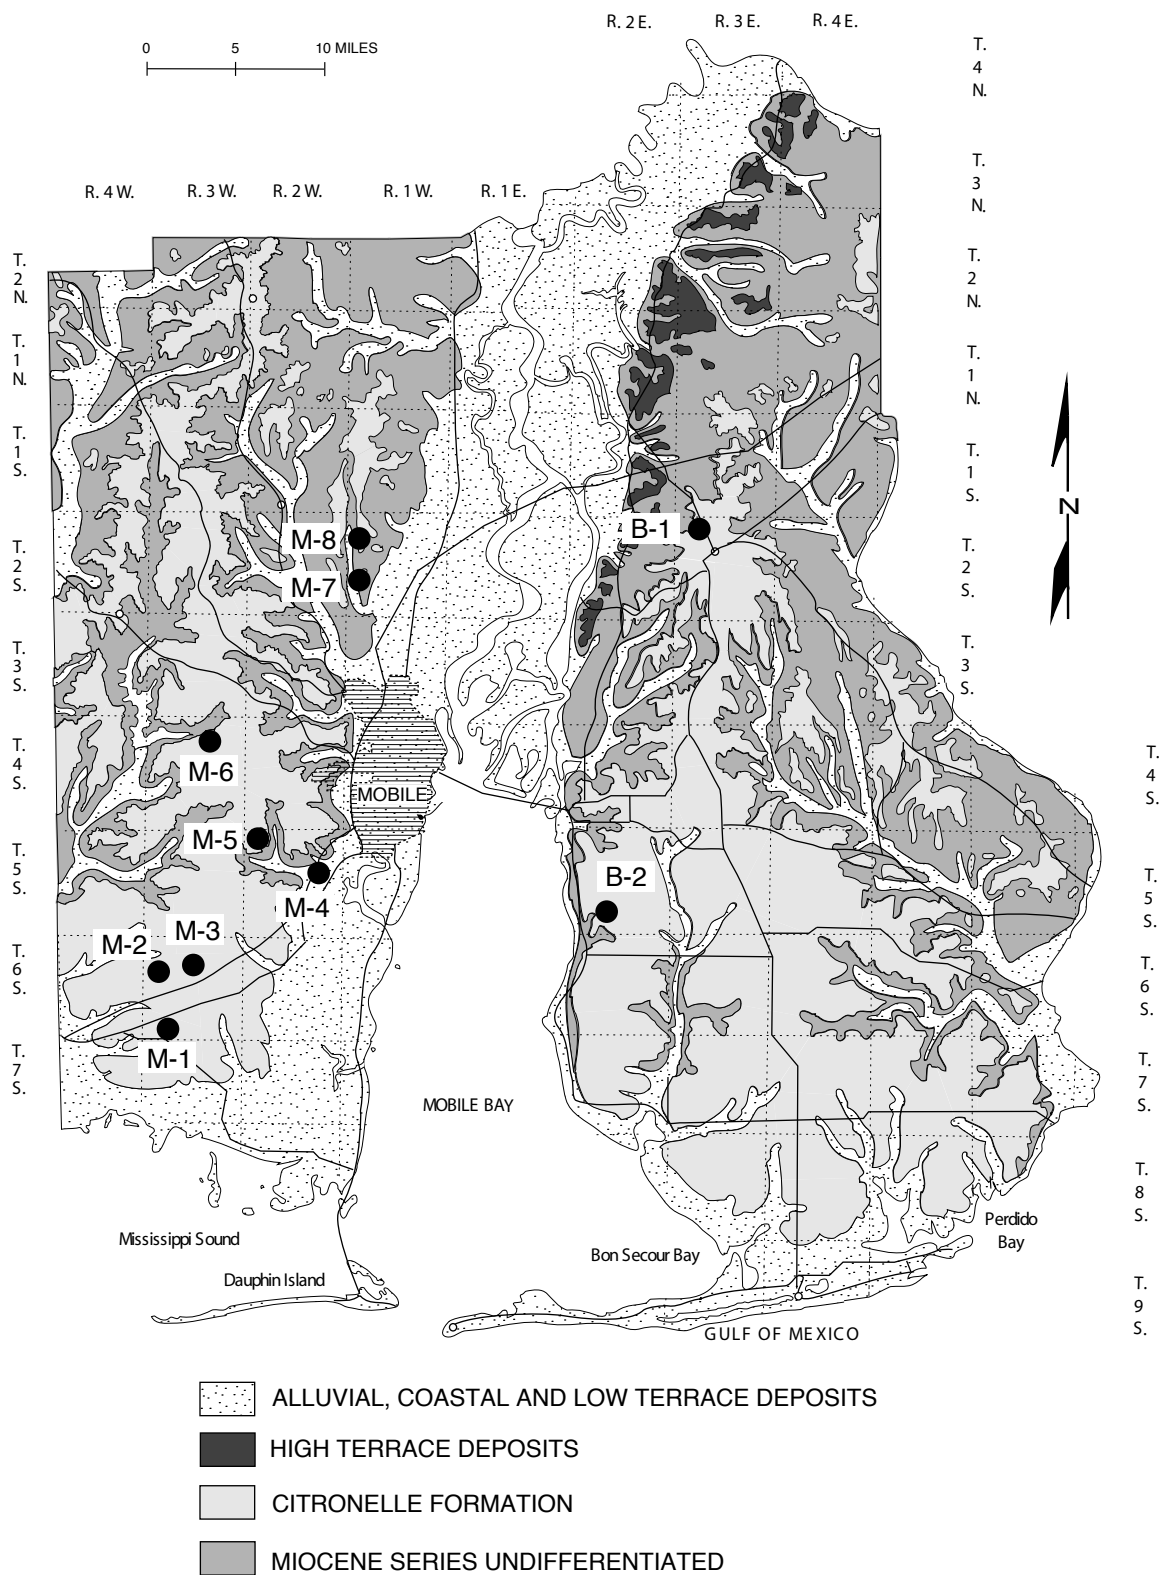 R. 2 E.
R. 3 E.
R. 4 E.
0
5
10 MILES
T.
4
N.
R. 4 W.
R. 3 W.
R. 2 W.
R. 1 W.
R. 1 E.
T.
3
N.
T.
2
N.
T.
2
N.
T.
1
N.
T.
1
N.
T.
1
S.
T.
1
S.
N
M-8
B-1
M-7
T.
2
S.
T.
2
S.
T.
3
S.
T.
3
S.
T.
4
S.
M-6
MOBILE
T.
4
S.
M-5
B-2
T.
5
S.
M-4
T.
5
S.
M-2
M-3
T.
6
S.
T.
6
S.
M-1
T.
7
S.
MOBILE BAY
T.
7
S.
T.
8
S.
Mississippi Sound
Dauphin Island
Bon Secour Bay
Perdido
Bay
T.
9
S.
GULF OF MEXICO
ALLUVIAL, COASTAL AND LOW TERRACE DEPOSITS
HIGH TERRACE DEPOSITS
CITRONELLE FORMATION
MIOCENE SERIES UNDIFFERENTIATED